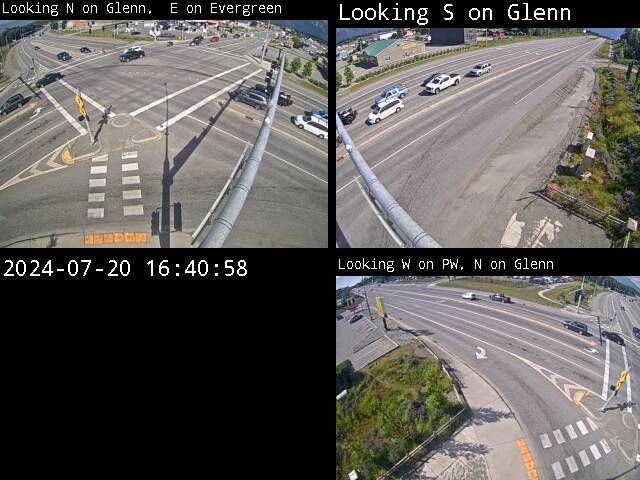 Looking N on Glenn,  E on Evergreen
Looking S on Glenn
2024-07-20 16:40:58
Looking W on PW, N on Glenn